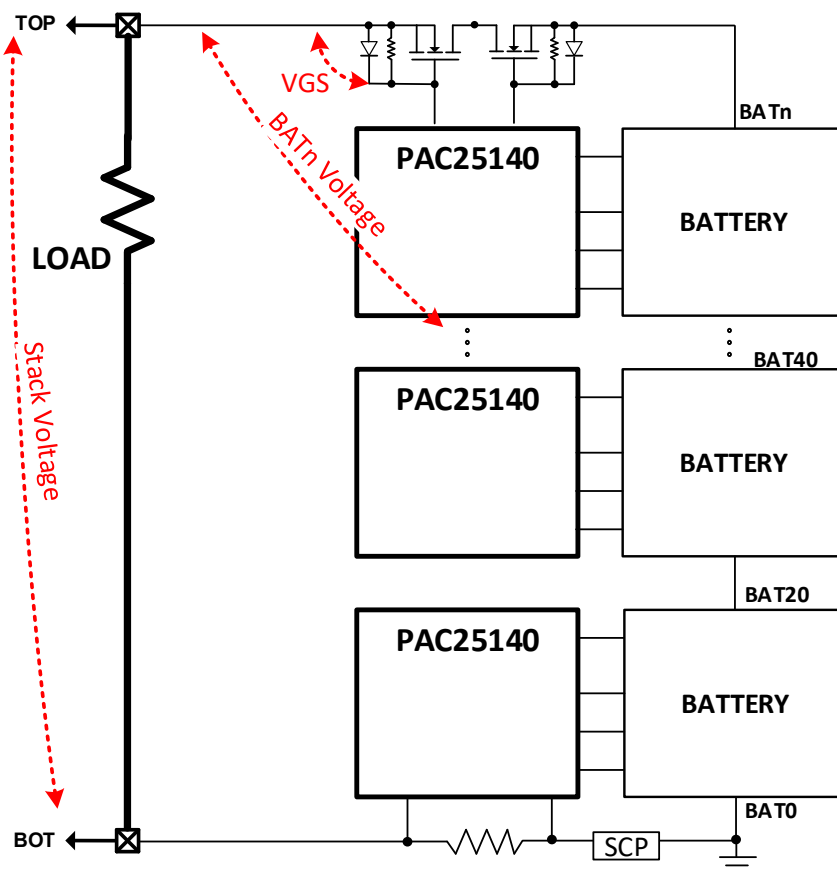 TOP
VGS
BATn Voltage
BATn
PAC25140
BATTERY
LOAD
Stack Voltage
BAT40
PAC25140
BATTERY
BAT20
PAC25140
BATTERY
BAT0
BOT
SCP